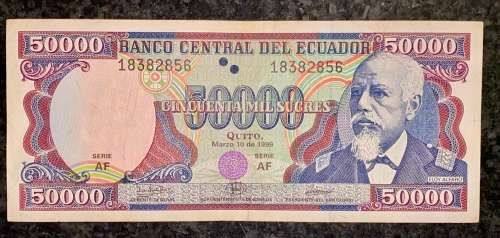 50000 BANCO CENTRAL DEL ECUADOR 50000
18382856 18382856
50000
CINCUENTA MIL SUCRES
QUITO,
Marzo 10 de 1999
SERIE AF
SERIE AF
ELOY ALFARO
50000 50000